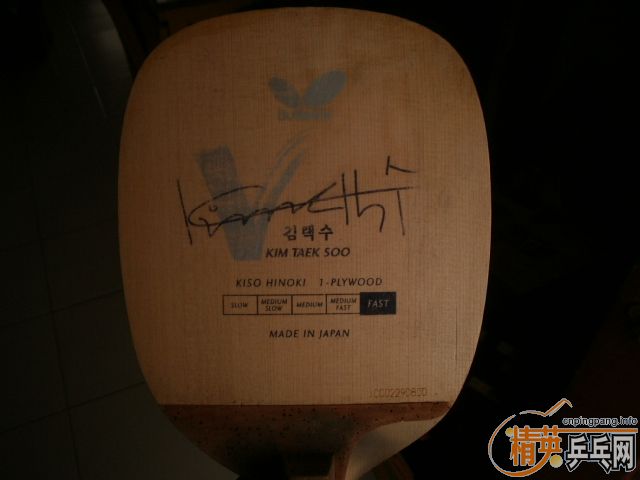 Butterfly
V
김택수
KIM TAEK SOO
KISO HINOKI 1-PLYWOOD
SLOW MEDIUM SLOW MEDIUM MEDIUM FAST FAST
MADE IN JAPAN
cnpingpang.info
精英乒乓网